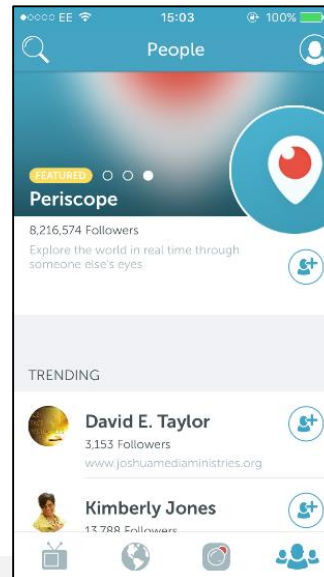 EE 15:03 100%
People
FEATURED
Periscope
8,216,574 Followers
Explore the world in real time through
someone else's eyes
TRENDING
David E. Taylor
3,153 Followers
www.joshuamediaministries.org
Kimberly Jones
13,788 Followers